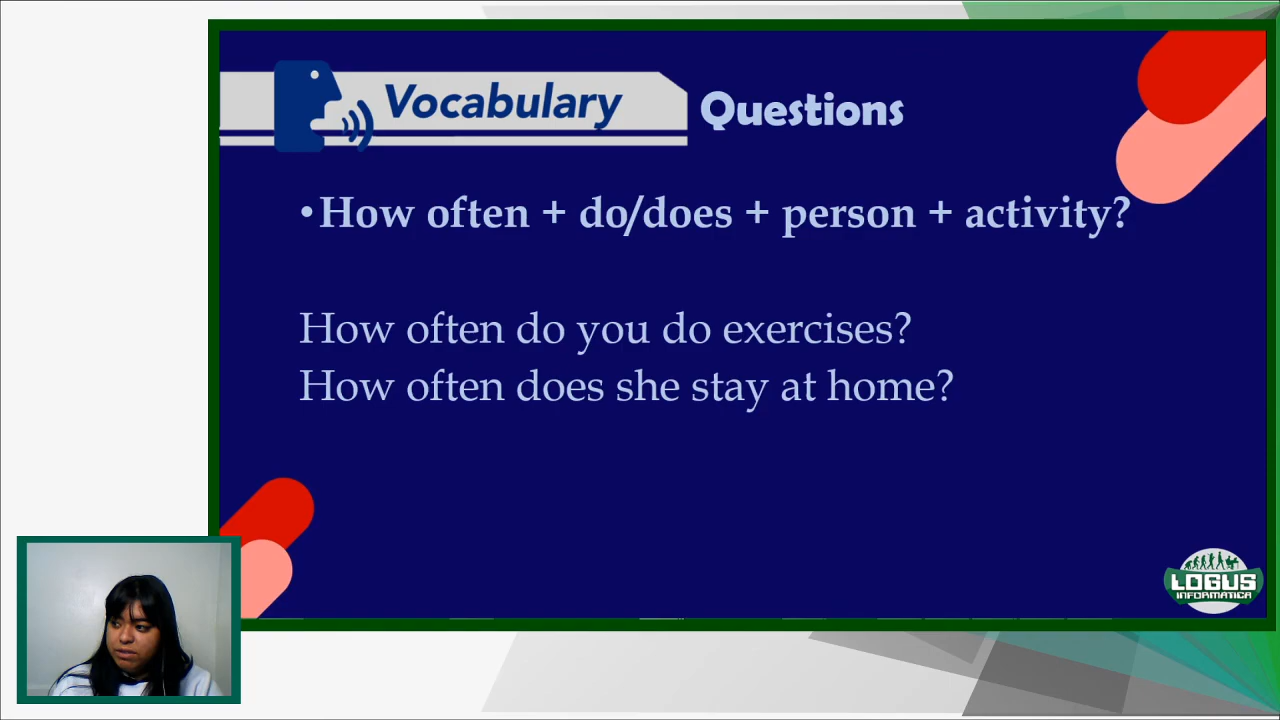 Vocabulary Questions
•How often + do/does + person + activity?
How often do you do exercises?
How often does she stay at home?
LOGUS
INFORMATICA